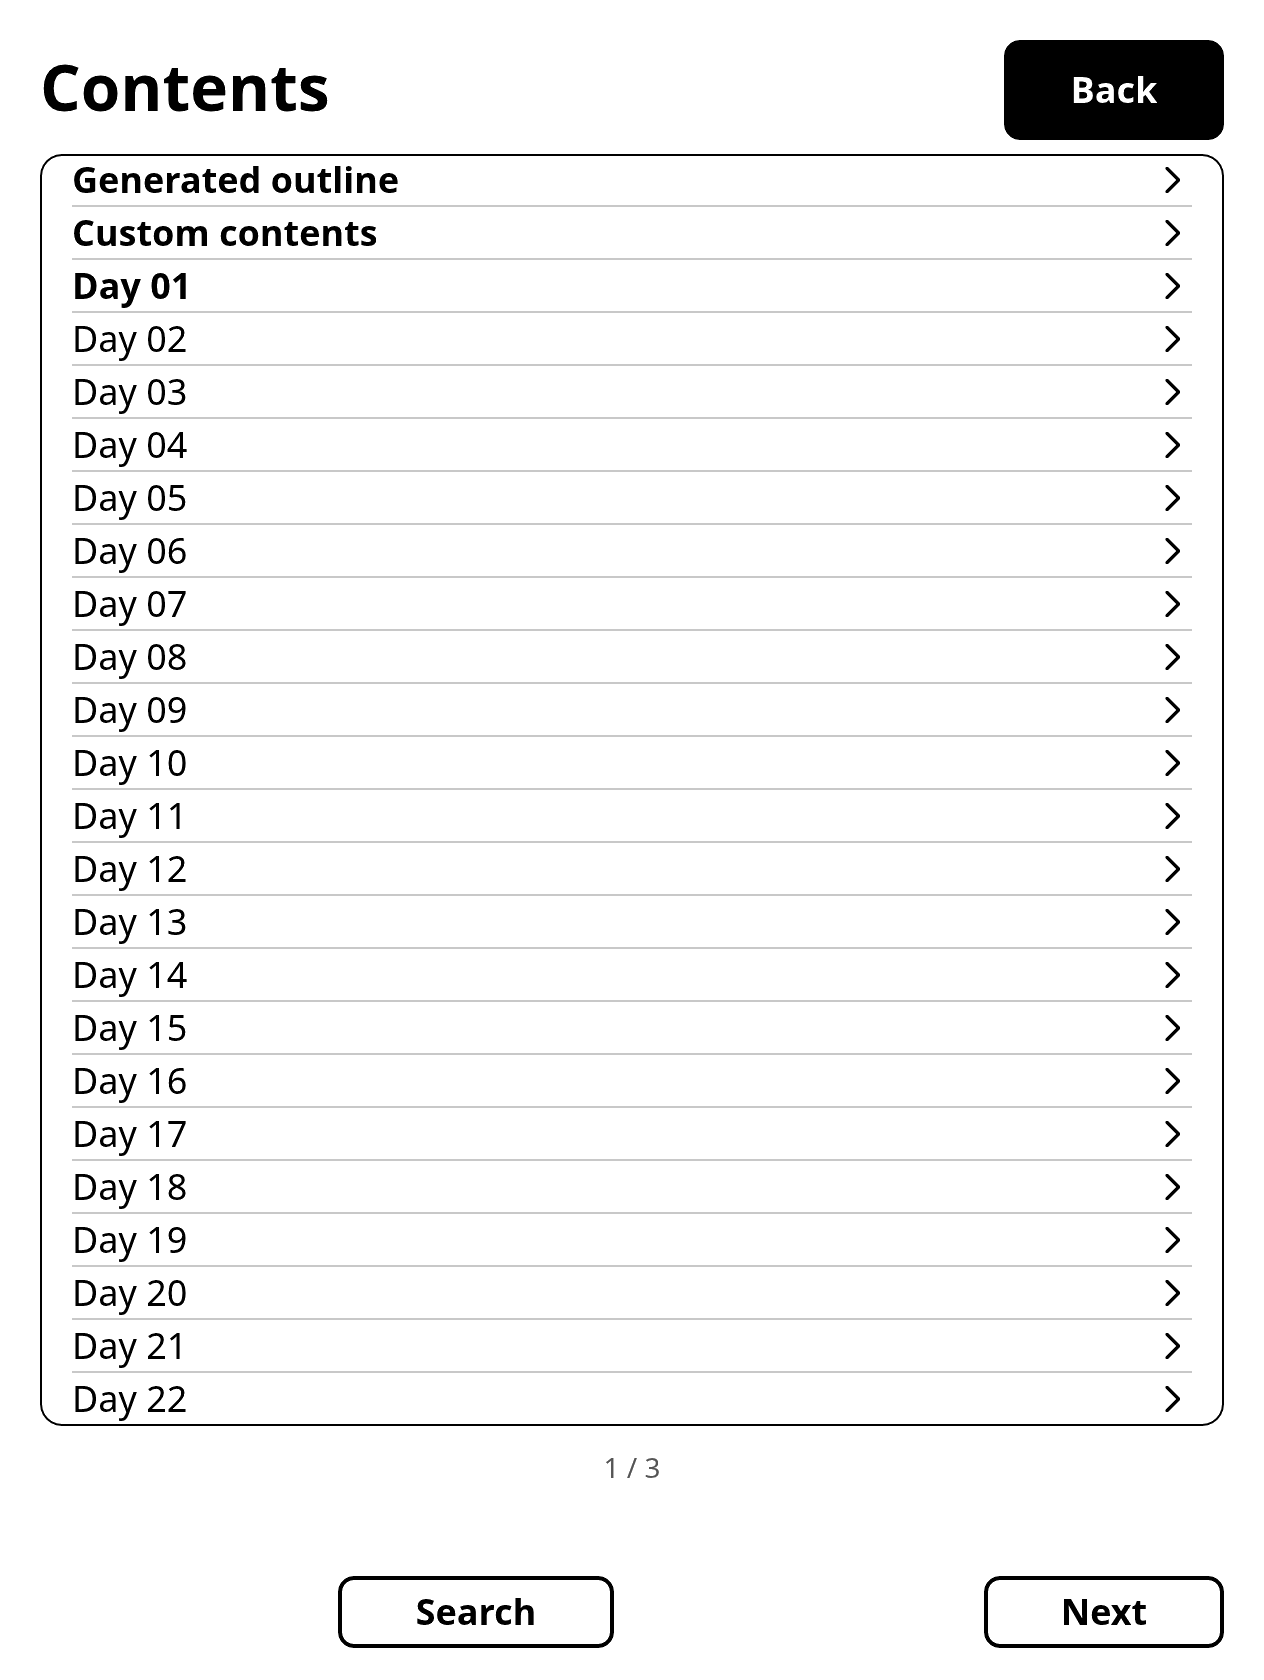 Contents
Back
Generated outline
Custom contents
Day 01
Day 02
Day 03
Day 04
Day 05
Day 06
Day 07
Day 08
Day 09
Day 10
Day 11
Day 12
Day 13
Day 14
Day 15
Day 16
Day 17
Day 18
Day 19
Day 20
Day 21
Day 22
1 / 3
Search
Next